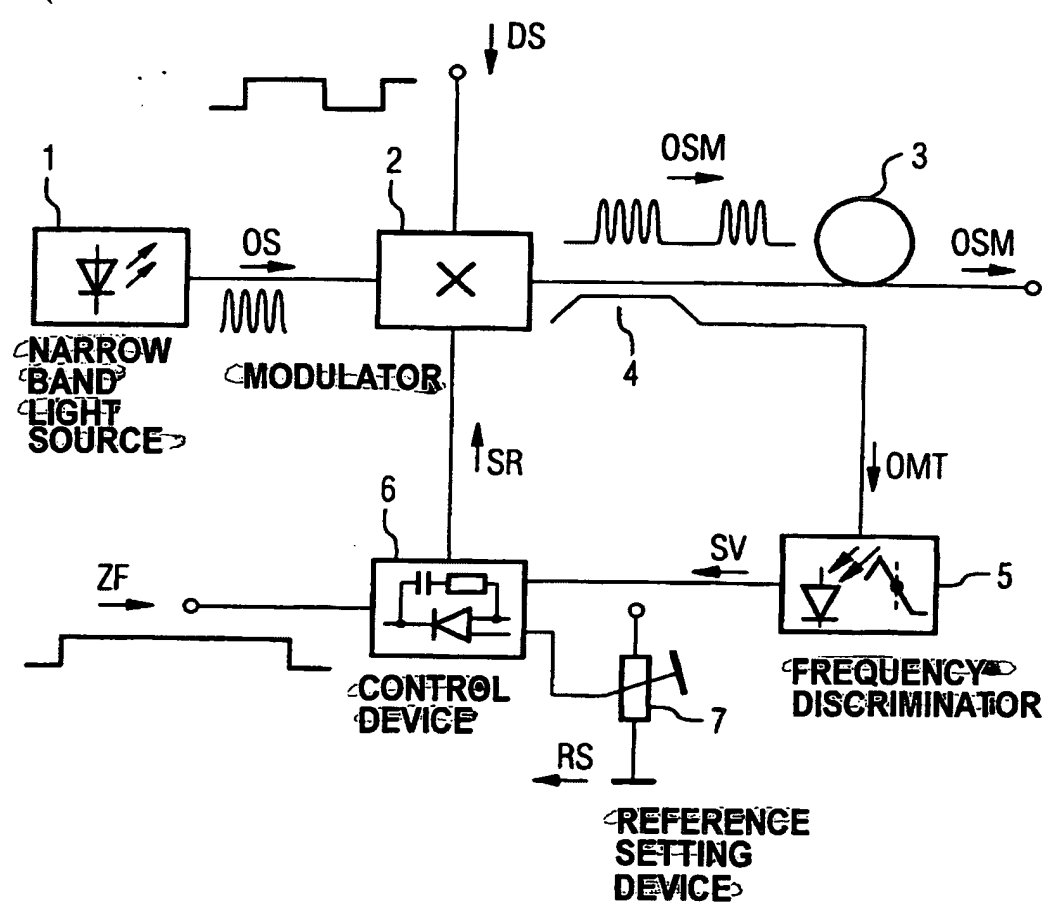 DS
1
2
OSM
3
OS
OSM
4
NARROW
BAND
LIGHT
SOURCE
MODULATOR
SR
OMT
6
ZF
SV
5
CONTROL
DEVICE
FREQUENCY
DISCRIMINATOR
7
RS
REFERENCE
SETTING
DEVICE